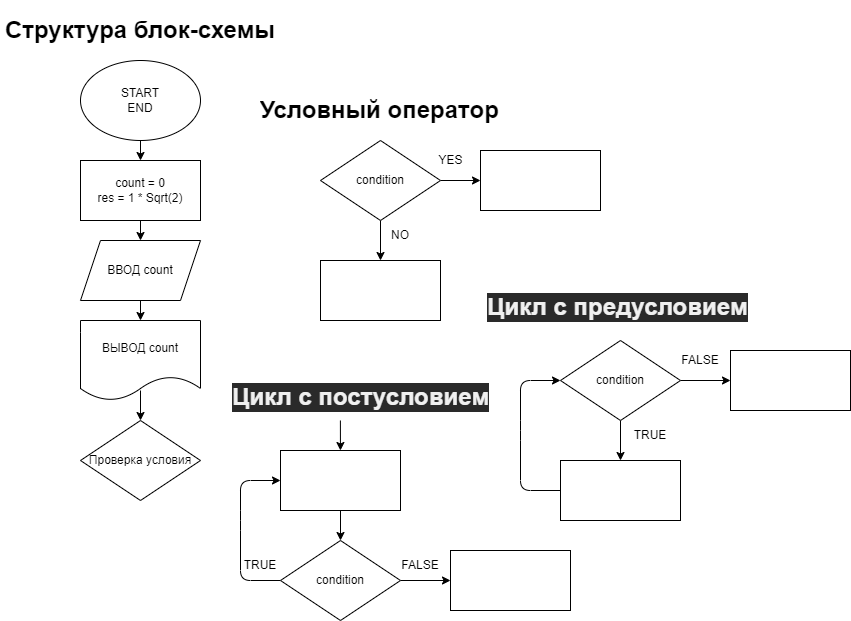 Структура блок-схемы
START
END
count = 0
res = 1 * Sqrt(2)
ВВОД count
ВЫВОД count
Проверка условия
Условный оператор
condition
YES
NO
Цикл с предусловием
condition
FALSE
TRUE
Цикл с постусловием
TRUE
condition
FALSE